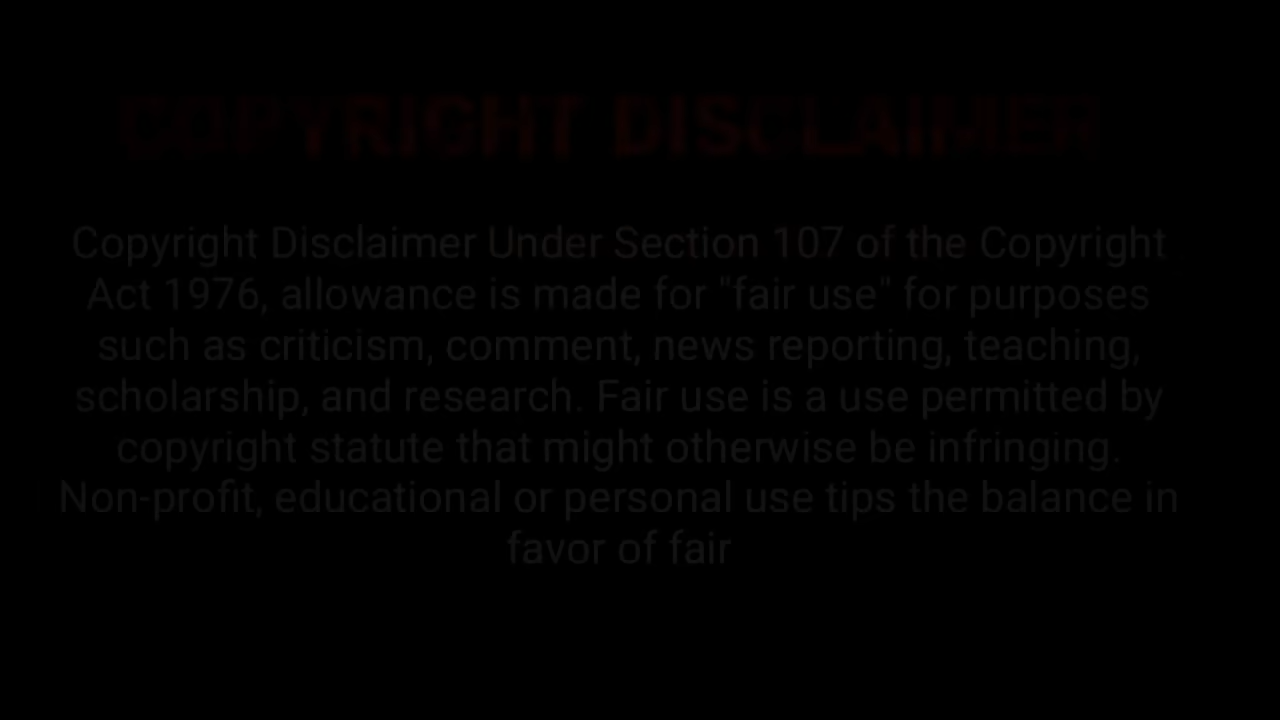 COPYRIGHT DISCLAIMER
Copyright Disclaimer Under Section 107 of the Copyright
Act 1976, allowance is made for "fair use" for purposes
such as criticism, comment, news reporting, teaching,
scholarship, and research. Fair use is a use permitted by
copyright statute that might otherwise be infringing.
Non-profit, educational or personal use tips the balance in
favor of fair